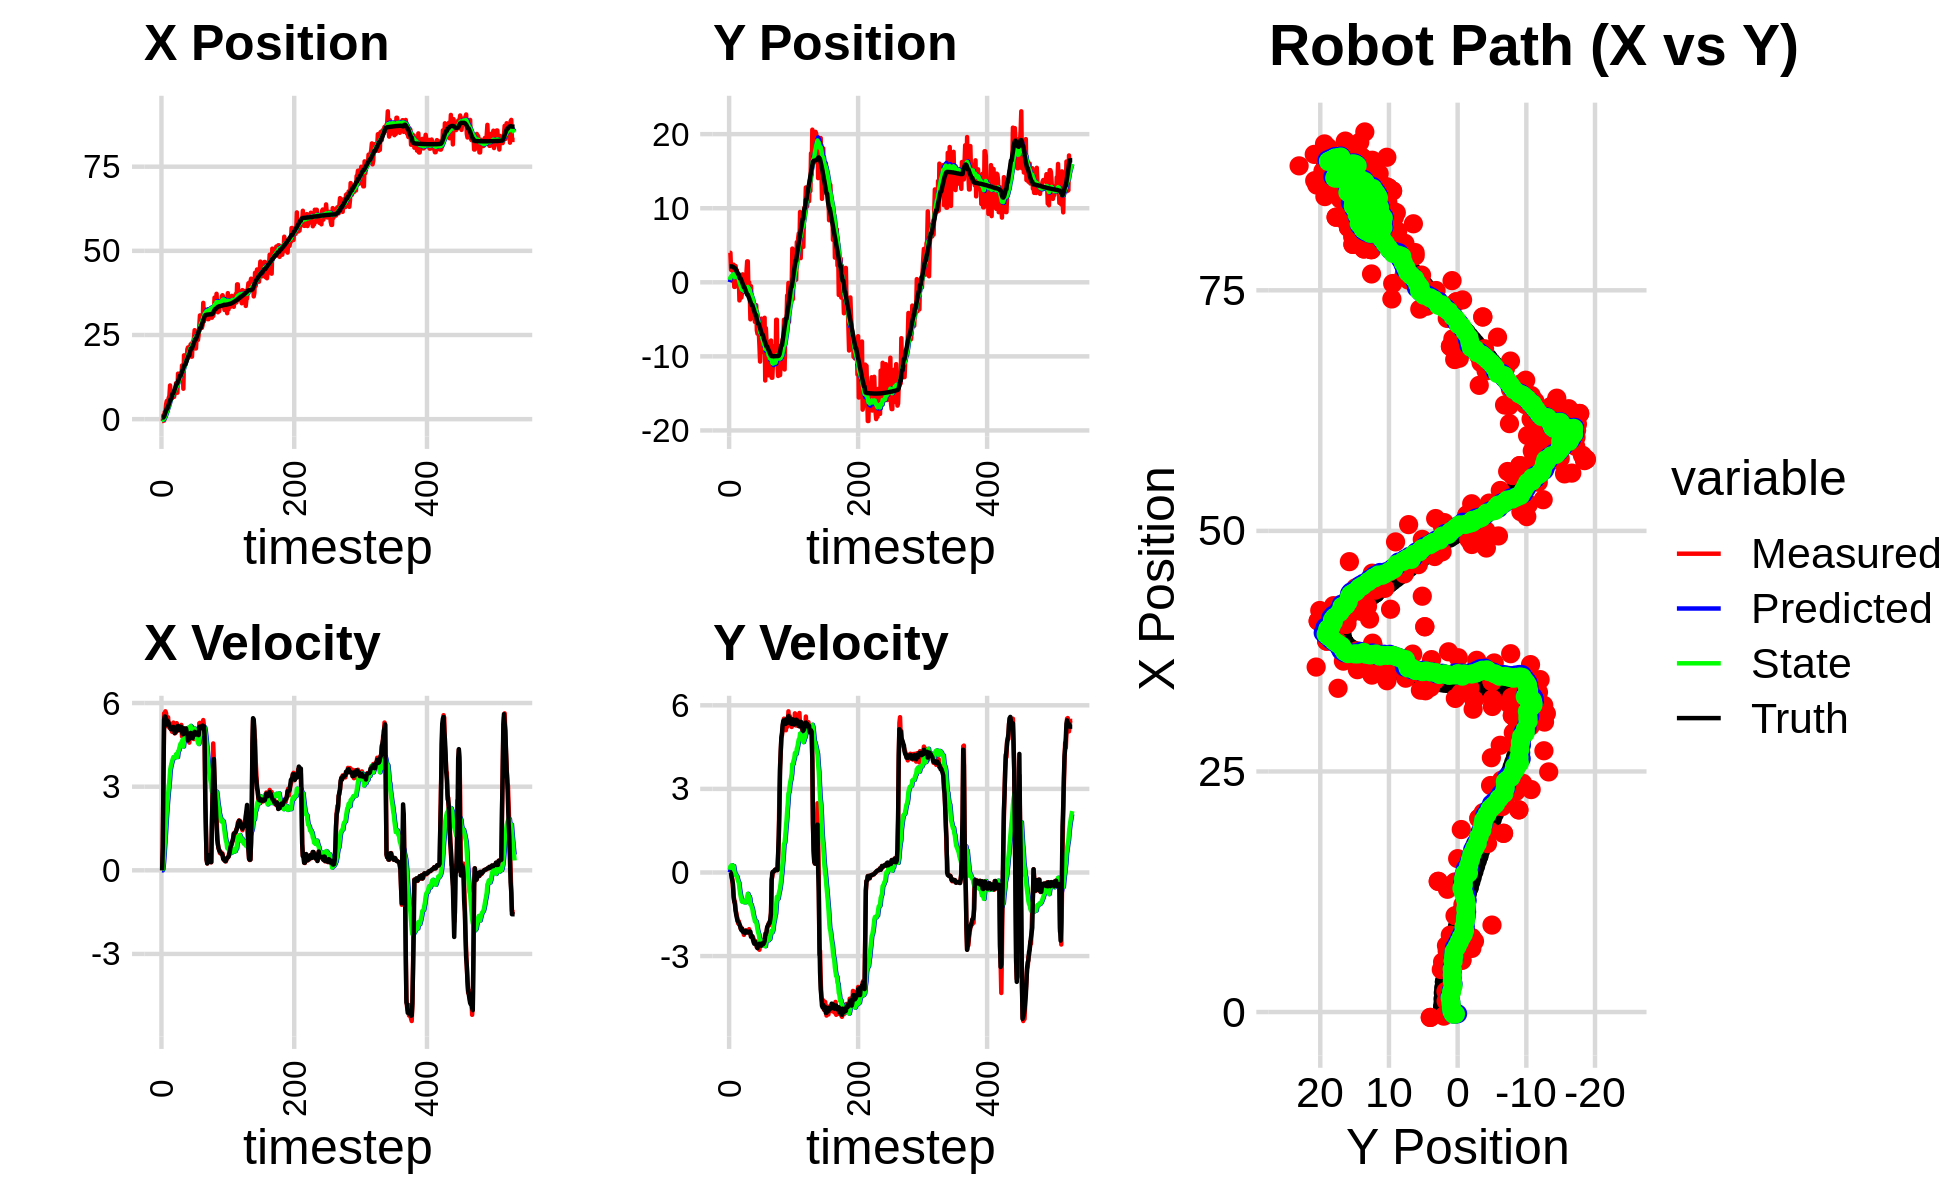 X Position
75
50
25
0
0
200
400
timestep
Y Position
20
10
0
-10
-20
0
200
400
timestep
X Velocity
6
3
0
-3
0
200
400
timestep
Y Velocity
6
3
0
-3
0
200
400
timestep
Robot Path (X vs Y)
X Position
75
50
25
0
20 10 0 -10 -20
Y Position
variable
Measured
Predicted
State
Truth